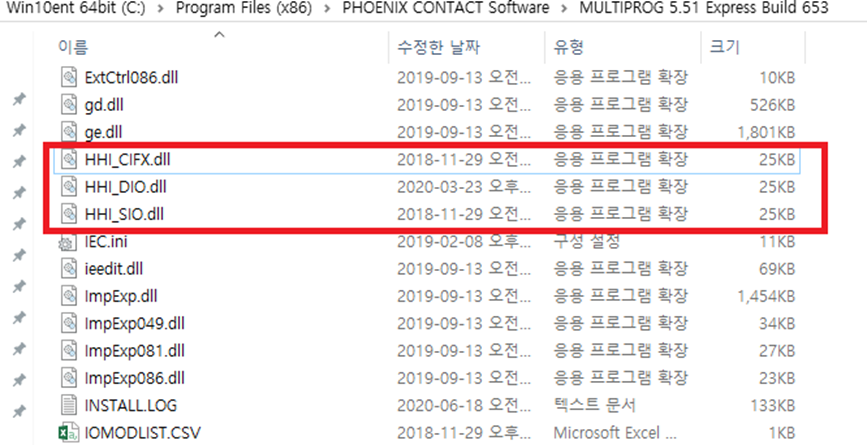 Win10ent 64bit (C:) > Program Files (x86) > PHOENIX CONTACT Software > MULTIPROG 5.51 Express Build 653
이름 수정한 날짜 유형 크기
ExtCtrl086.dll 2019-09-13 오전... 응용 프로그램 확장 10KB
gd.dll 2019-09-13 오전... 응용 프로그램 확장 526KB
ge.dll 2019-09-13 오전... 응용 프로그램 확장 1,801KB
HHI_CIFX.dll 2018-11-29 오전... 응용 프로그램 확장 25KB
HHI_DIO.dll 2020-03-23 오후... 응용 프로그램 확장 25KB
HHI_SIO.dll 2018-11-29 오전... 응용 프로그램 확장 25KB
IEC.ini 2019-02-08 오후... 구성 설정 11KB
ieedit.dll 2019-09-13 오전... 응용 프로그램 확장 69KB
ImpExp.dll 2019-09-13 오전... 응용 프로그램 확장 1,454KB
ImpExp049.dll 2019-09-13 오전... 응용 프로그램 확장 34KB
ImpExp081.dll 2019-09-13 오전... 응용 프로그램 확장 27KB
ImpExp086.dll 2019-09-13 오전... 응용 프로그램 확장 23KB
INSTALL.LOG 2020-06-18 오전... 텍스트 문서 133KB
IOMODLIST.CSV 2018-11-29 오전... Microsoft Excel ... 1KB